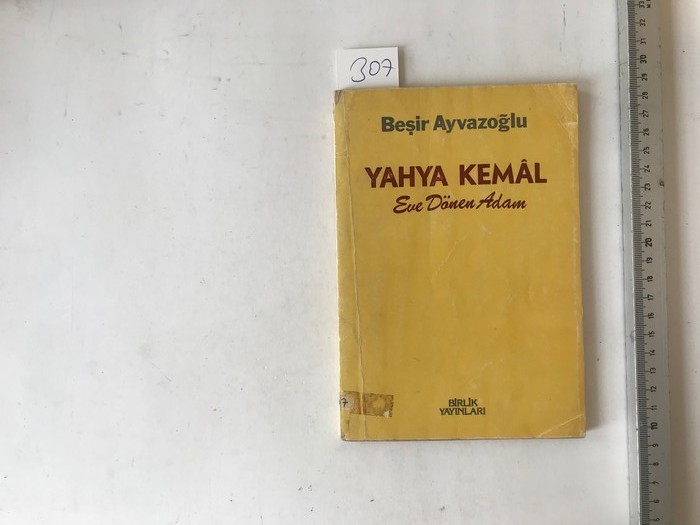 307
Beşir Ayvazoğlu
YAHYA KEMÂL
Eve Dönen Adam
BİRLİK
YAYINLARI